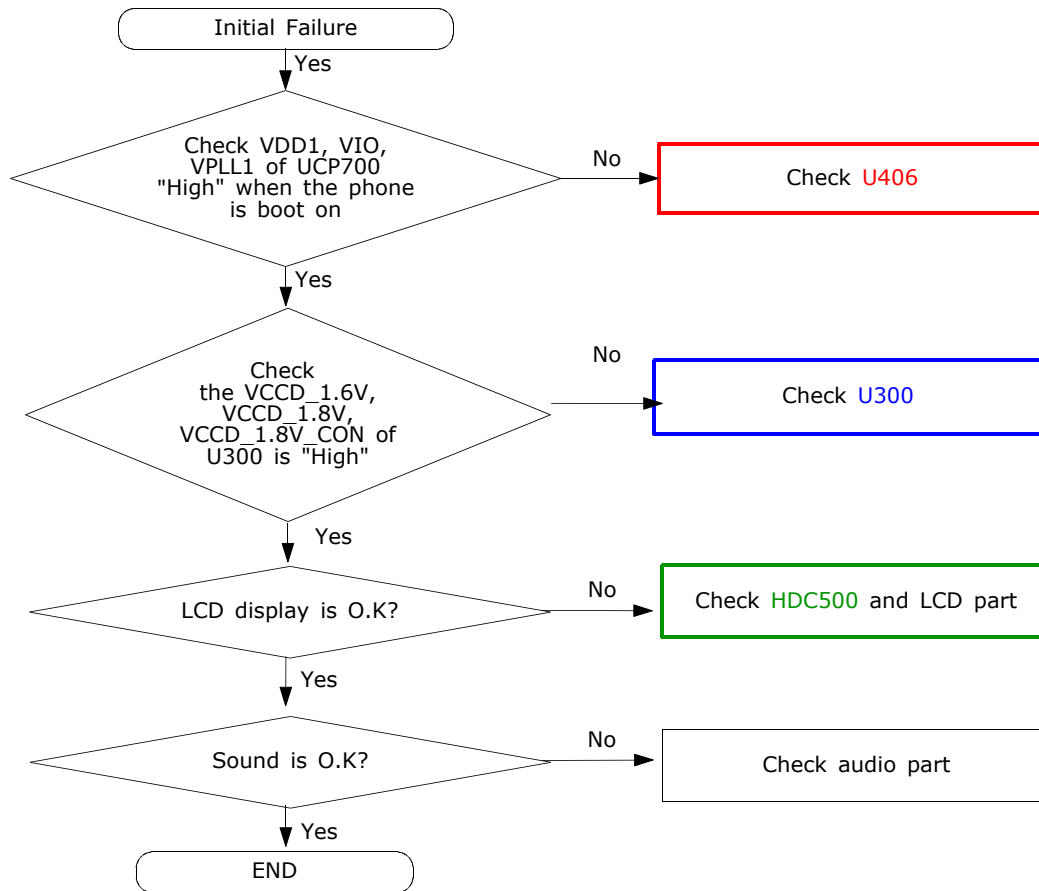 Initial Failure
Yes
Check VDD1, VIO,
VPLL1 of UCP700
"High" when the phone
is boot on
No
Check U406
Yes
Check
the VCCD_1.6V,
VCCD_1.8V,
VCCD_1.8V_CON of
U300 is "High"
No
Check U300
Yes
LCD display is O.K?
No
Check HDC500 and LCD part
Yes
Sound is O.K?
No
Check audio part
Yes
END